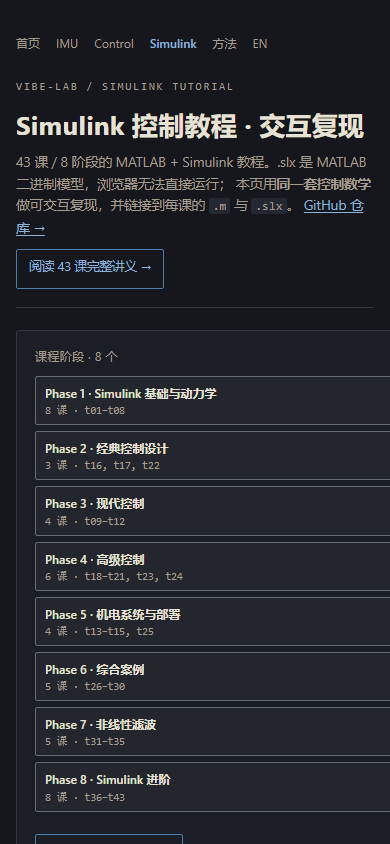 首页 IMU Control Simulink 方法 EN
VIBE-LAB / SIMULINK TUTORIAL
Simulink 控制教程 · 交互复现
43 课 / 8 阶段的 MATLAB + Simulink 教程。.slx 是 MATLAB
二进制模型，浏览器无法直接运行； 本页用同一套控制数学
做可交互复现，并链接到每课的 .m 与 .slx。 GitHub 仓
库 →
阅读 43 课完整讲义 →
课程阶段 · 8 个
Phase 1 · Simulink 基础与动力学
8 课 · t01–t08
Phase 2 · 经典控制设计
3 课 · t16, t17, t22
Phase 3 · 现代控制
4 课 · t09–t12
Phase 4 · 高级控制
6 课 · t18–t21, t23, t24
Phase 5 · 机电系统与部署
4 课 · t13–t15, t25
Phase 6 · 综合案例
5 课 · t26–t30
Phase 7 · 非线性滤波
5 课 · t31–t35
Phase 8 · Simulink 进阶
8 课 · t36–t43